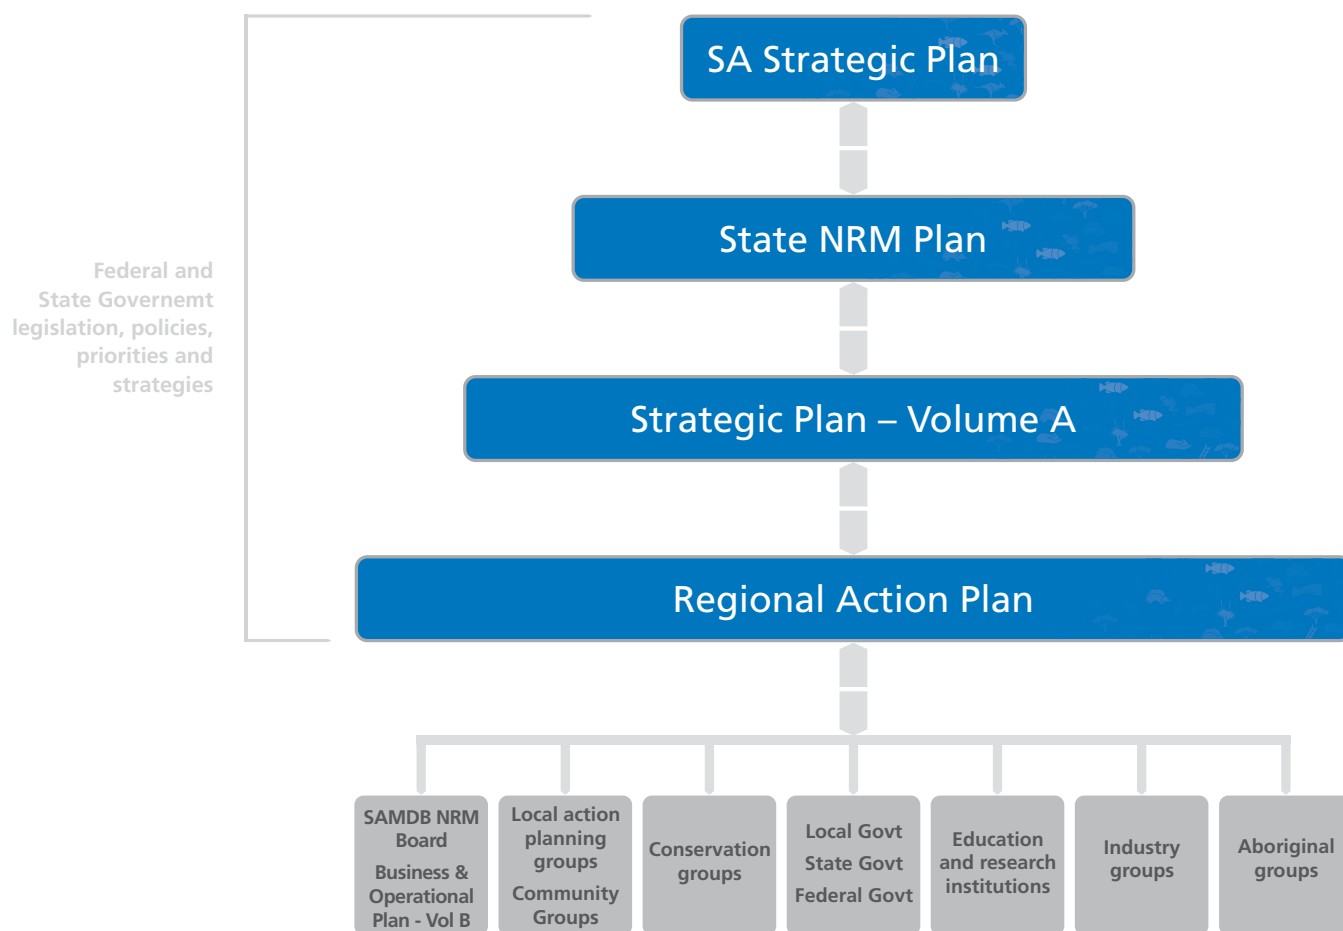 SA Strategic Plan
State NRM Plan
Federal and
State Governemt
legislation, policies,
priorities and
strategies
Strategic Plan – Volume A
Regional Action Plan
SAMDB NRM
Board
Business &
Operational
Plan - Vol B
Local action
planning
groups
Community
Groups
Conservation
groups
Local Govt
State Govt
Federal Govt
Education
and research
institutions
Industry
groups
Aboriginal
groups